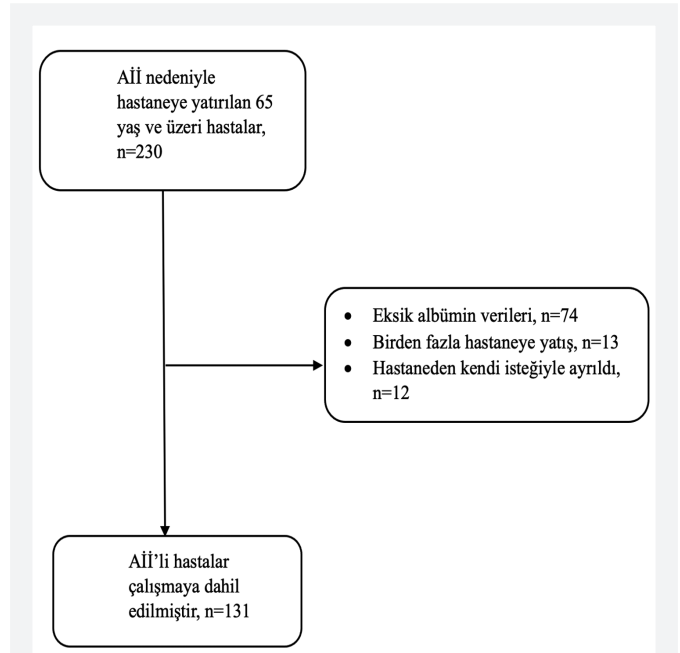 Aİİ nedeniyle
hastaneye yatırılan 65
yaş ve üzeri hastalar,
n=230
• Eksik albümin verileri, n=74
• Birden fazla hastaneye yatış, n=13
• Hastaneden kendi isteğiyle ayrıldı,
n=12
Aİİ’li hastalar
çalışmaya dahil
edilmiştir, n=131